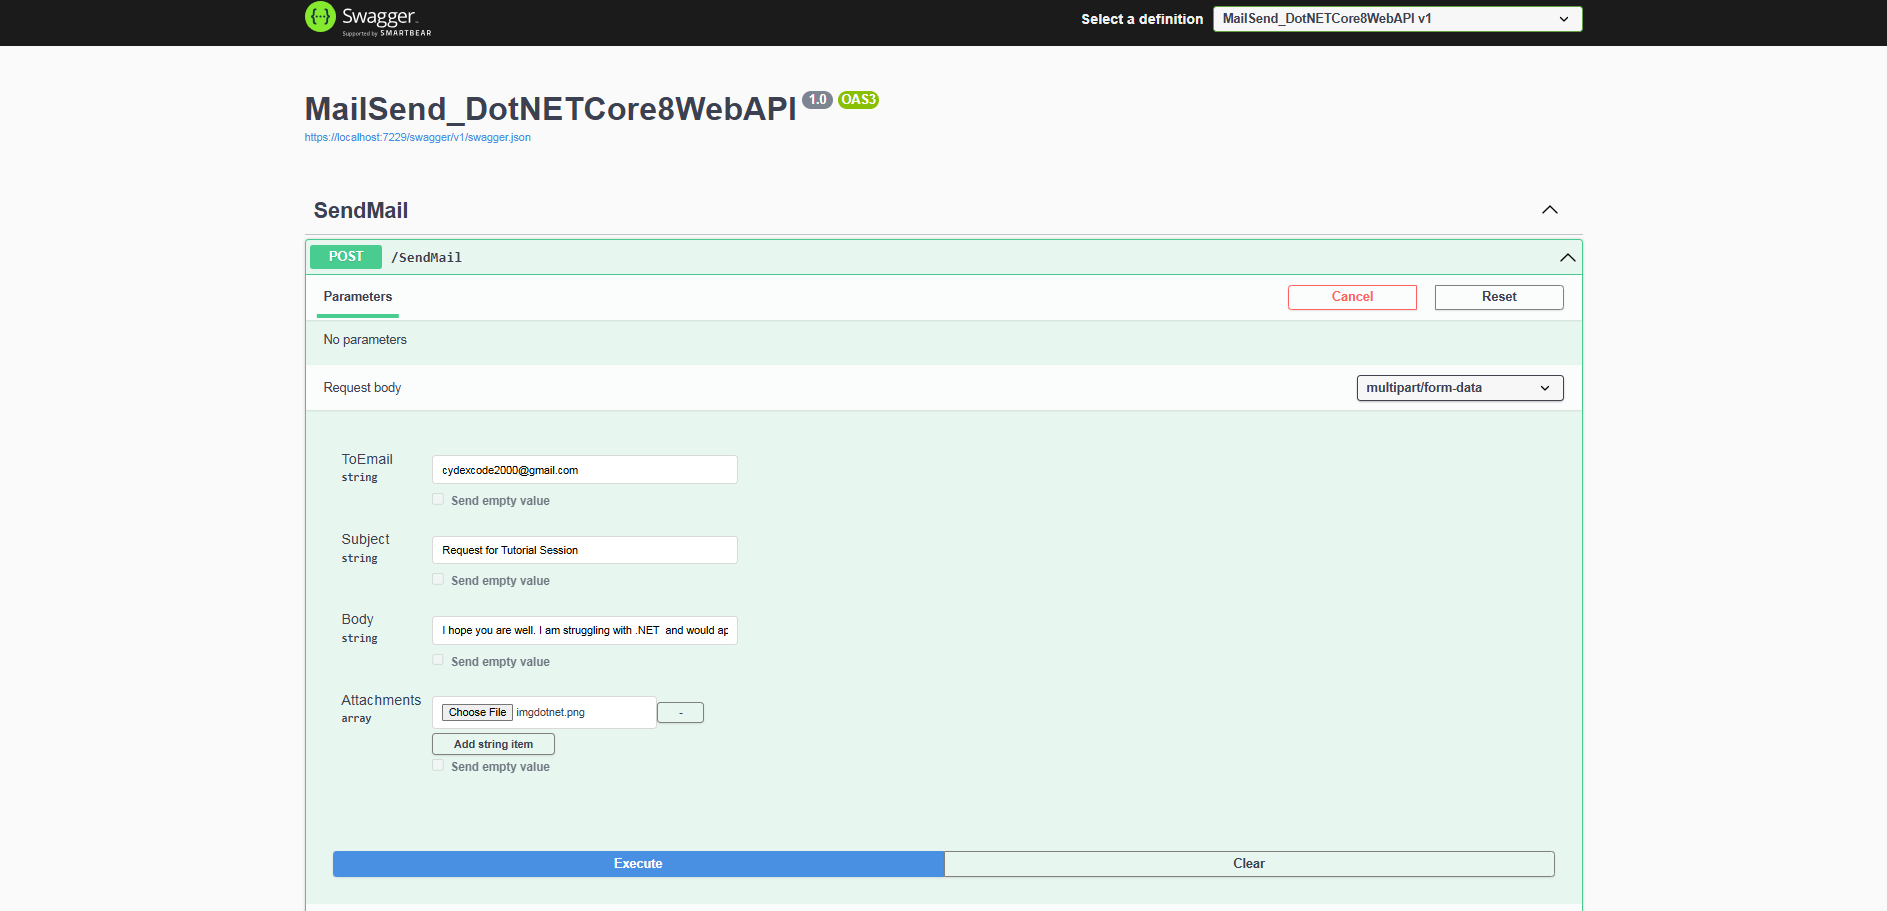 Swagger.
Supported by SMARTBEAR
Select a definition
MailSend_DotNETCore8WebAPI v1
MailSend_DotNETCore8WebAPI 1.0 OAS3
https://localhost:7229/swagger/v1/swagger.json
SendMail
POST /SendMail
Parameters
Cancel
Reset
No parameters
Request body
multipart/form-data
ToEmail
string
cydexcode2000@gmail.com
Send empty value
Subject
string
Request for Tutorial Session
Send empty value
Body
string
I hope you are well. I am struggling with .NET and would ap
Send empty value
Attachments
array
Choose File imgdotnet.png
-
Add string item
Send empty value
Execute
Clear